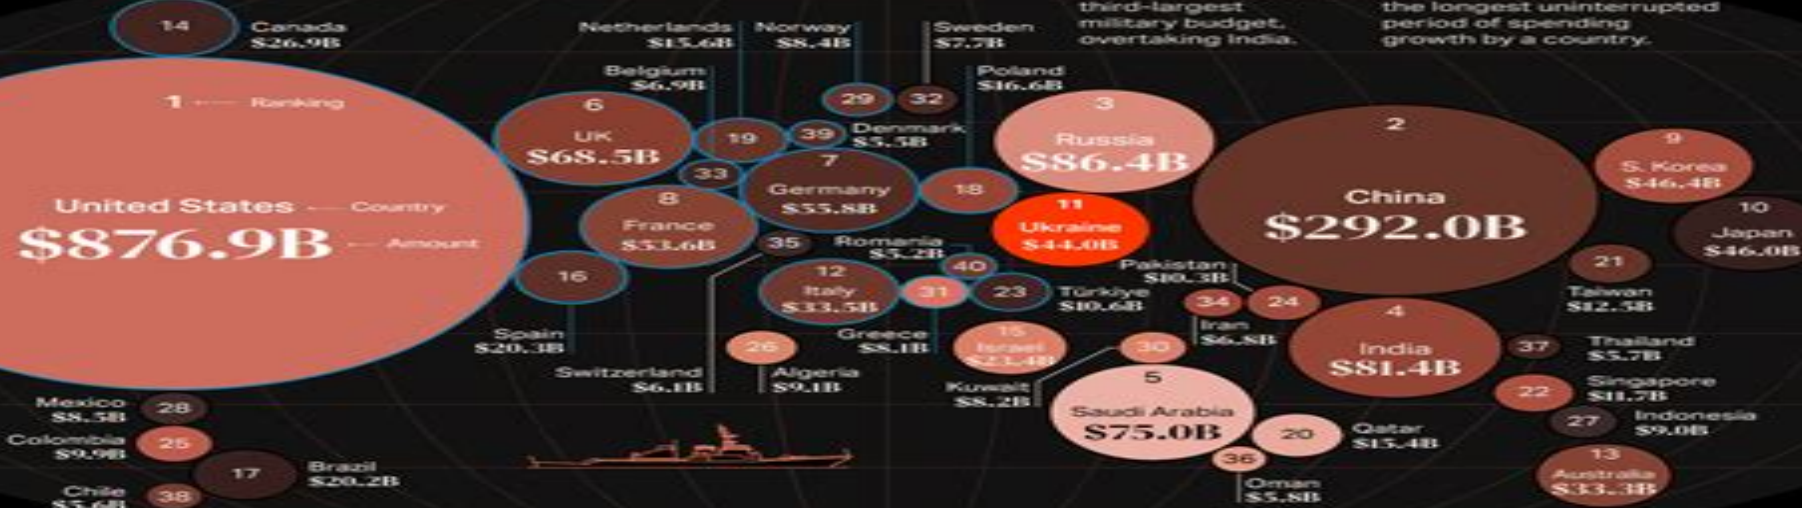 third-largest
military budget,
overtaking India.
the longest uninterrupted
period of spending
growth by a country.
14
Canada
$26.9B
Netherlands
$15.6B
Norway
$8.4B
Sweden
$7.7B
Belgium
$6.9B
Poland
$16.6B
1
Ranking
United States
Country
$876.9B
Amount
6
UK
$68.5B
19
39
Denmark
$5.5B
29
32
33
7
Germany
$55.8B
18
3
Russia
$86.4B
2
China
$292.0B
9
S. Korea
$46.4B
10
Japan
$46.0B
8
France
$53.6B
11
Ukraine
$44.0B
35
Romania
$5.2B
40
16
Spain
$20.3B
12
Italy
$33.5B
31
23
Türkiye
$10.6B
Pakistan
$10.3B
34
24
Iran
$6.8B
21
Taiwan
$12.5B
Greece
$8.1B
26
Algeria
$9.1B
Switzerland
$6.1B
15
Israel
$23.4B
30
Kuwait
$8.2B
4
India
$81.4B
37
Thailand
$5.7B
22
Singapore
$11.7B
27
Indonesia
$9.0B
5
Saudi Arabia
$75.0B
20
Qatar
$15.4B
36
Oman
$5.8B
13
Australia
$33.3B
Mexico
$8.5B
28
Colombia
$9.9B
25
17
Brazil
$20.2B
Chile
$5.6B
38